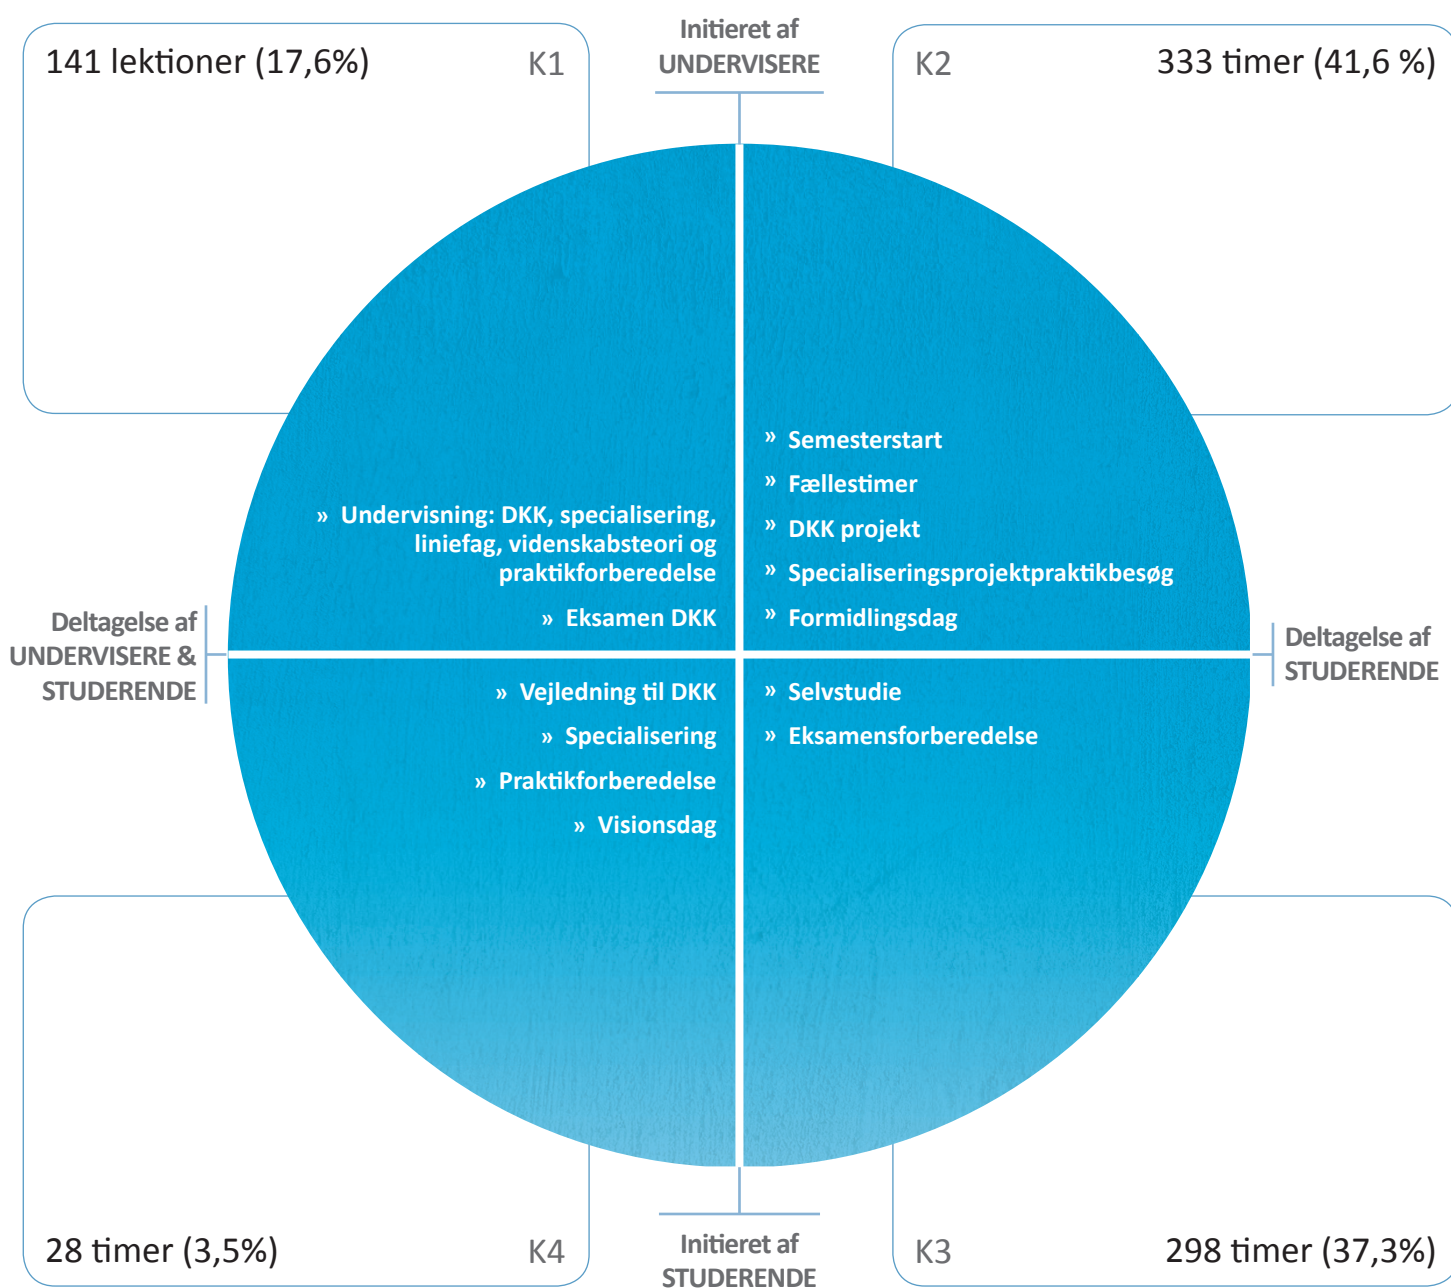 141 lektioner (17,6%)
K1
Initieret af
UNDERVISERE
K2
333 timer (41,6 %)
» Undervisning: DKK, specialisering,
liniefag, videnskabsteori og
praktikforberedelse
» Eksamen DKK
» Semesterstart
» Fællestimer
» DKK projekt
» Specialiseringsprojektpraktikbesøg
» Formidlingsdag
Deltagelse af
UNDERVISERE &
STUDERENDE
Deltagelse af
STUDERENDE
» Vejledning til DKK
» Specialisering
» Praktikforberedelse
» Visionsdag
» Selvstudie
» Eksamensforberedelse
28 timer (3,5%)
K4
Initieret af
STUDERENDE
K3
298 timer (37,3%)